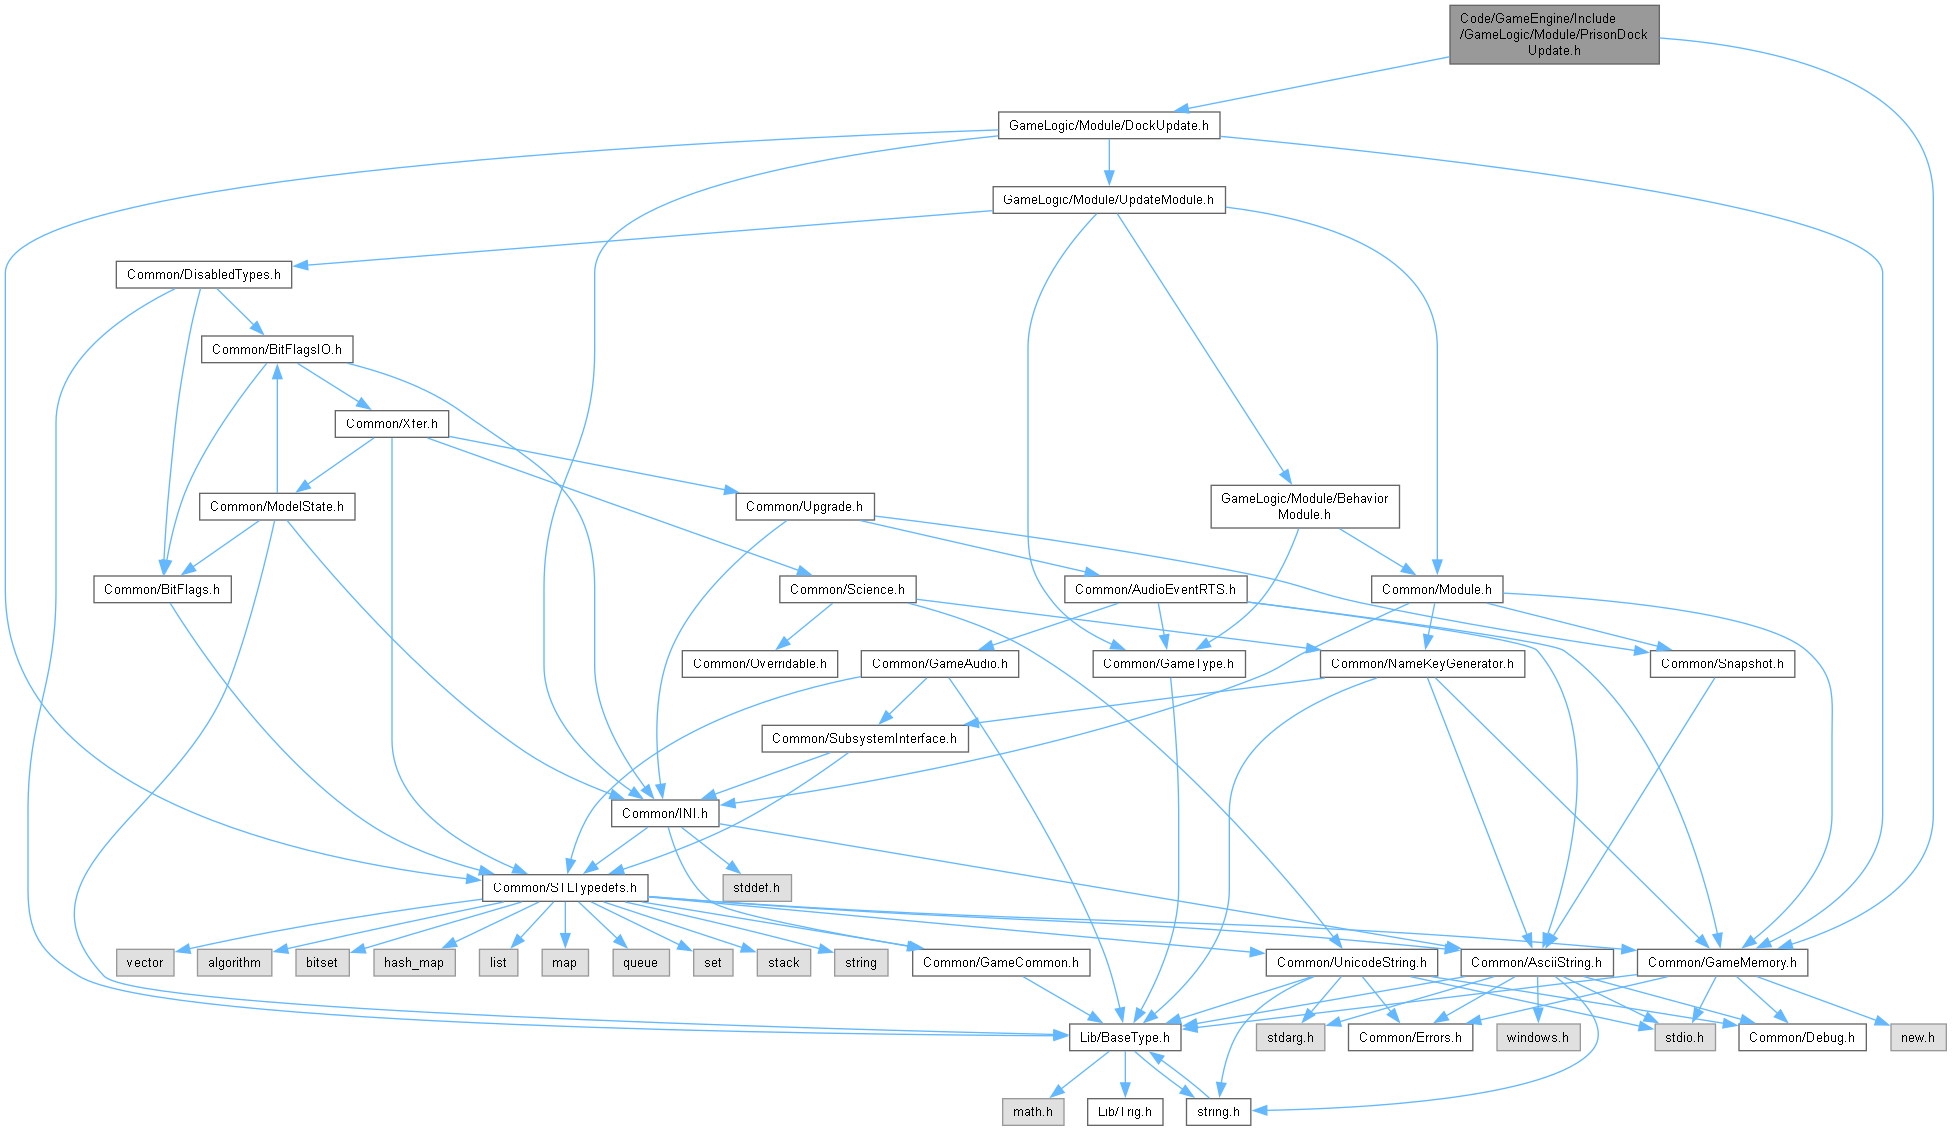 Code/GameEngine/Include
/GameLogic/Module/PrisonDock
Update.h
GameLogic/Module/DockUpdate.h
GameLogic/Module/UpdateModule.h
Common/DisabledTypes.h
Common/BitFlagsIO.h
Common/Xfer.h
Common/ModelState.h
Common/Upgrade.h
GameLogic/Module/Behavior
Module.h
Common/BitFlags.h
Common/Science.h
Common/AudioEventRTS.h
Common/Module.h
Common/Overridable.h
Common/GameAudio.h
Common/GameType.h
Common/NameKeyGenerator.h
Common/Snapshot.h
Common/SubsystemInterface.h
Common/INI.h
Common/STLTypedefs.h
stddef.h
vector
algorithm
bitset
hash_map
list
map
queue
set
stack
string
Common/GameCommon.h
Common/UnicodeString.h
Common/AsciiString.h
Common/GameMemory.h
Lib/BaseType.h
stdarg.h
Common/Errors.h
windows.h
stdio.h
Common/Debug.h
new.h
math.h
Lib/Trig.h
string.h